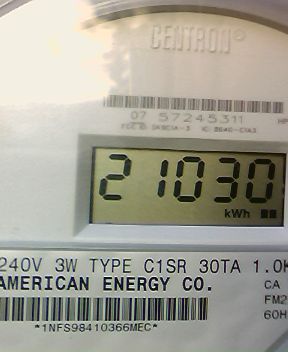 CENTRON®
07 57245311
21030
kWh
240V 3W TYPE C1SR 30TA 1.0K
AMERICAN ENERGY CO.
CA
FM2
60H
*1NFS98410366MEC*